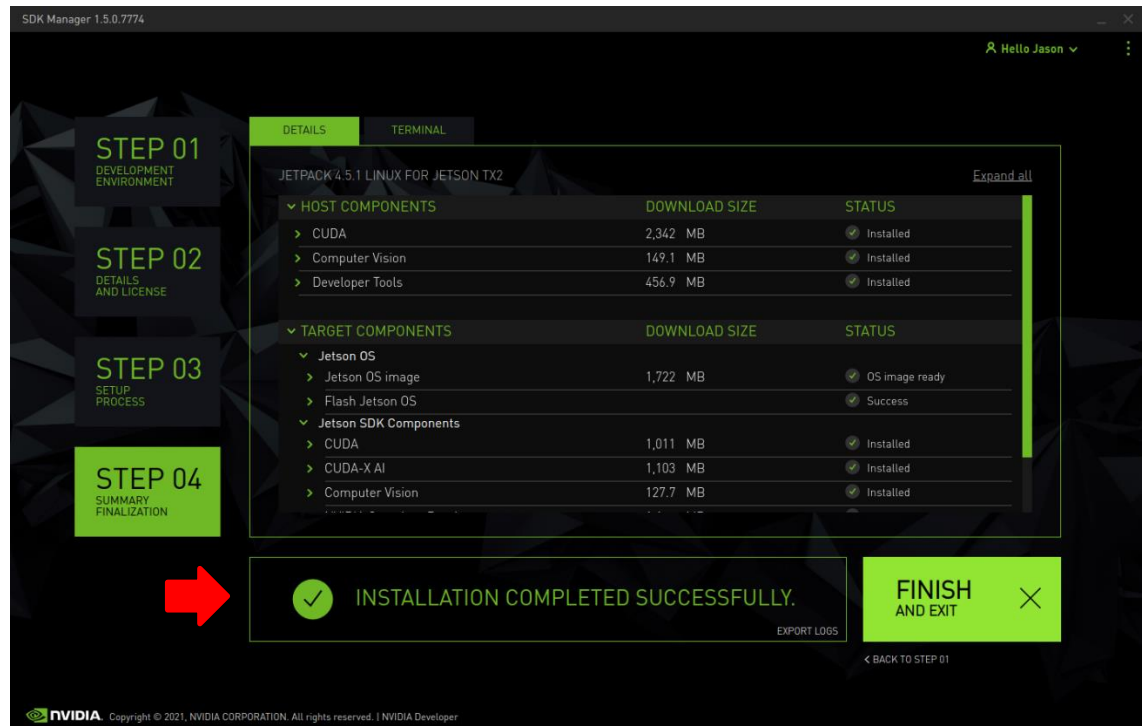 SDK Manager 1.5.0.7774
Hello Jason
STEP 01
DEVELOPMENT
ENVIRONMENT
STEP 02
DETAILS
AND LICENSE
STEP 03
SETUP
PROCESS
STEP 04
SUMMARY
FINALIZATION
DETAILS TERMINAL
JETPACK 4.5.1 LINUX FOR JETSON TX2 Expand all
HOST COMPONENTS DOWNLOAD SIZE STATUS
CUDA 2,342 MB Installed
Computer Vision 149.1 MB Installed
Developer Tools 456.9 MB Installed
TARGET COMPONENTS DOWNLOAD SIZE STATUS
Jetson OS
Jetson OS image 1,722 MB OS image ready
Flash Jetson OS Success
Jetson SDK Components
CUDA 1,011 MB Installed
CUDA-X AI 1,103 MB Installed
Computer Vision 127.7 MB Installed
INSTALLATION COMPLETED SUCCESSFULLY.
EXPORT LOGS
FINISH
AND EXIT
< BACK TO STEP 01
NVIDIA. Copyright © 2021, NVIDIA CORPORATION. All rights reserved. | NVIDIA Developer